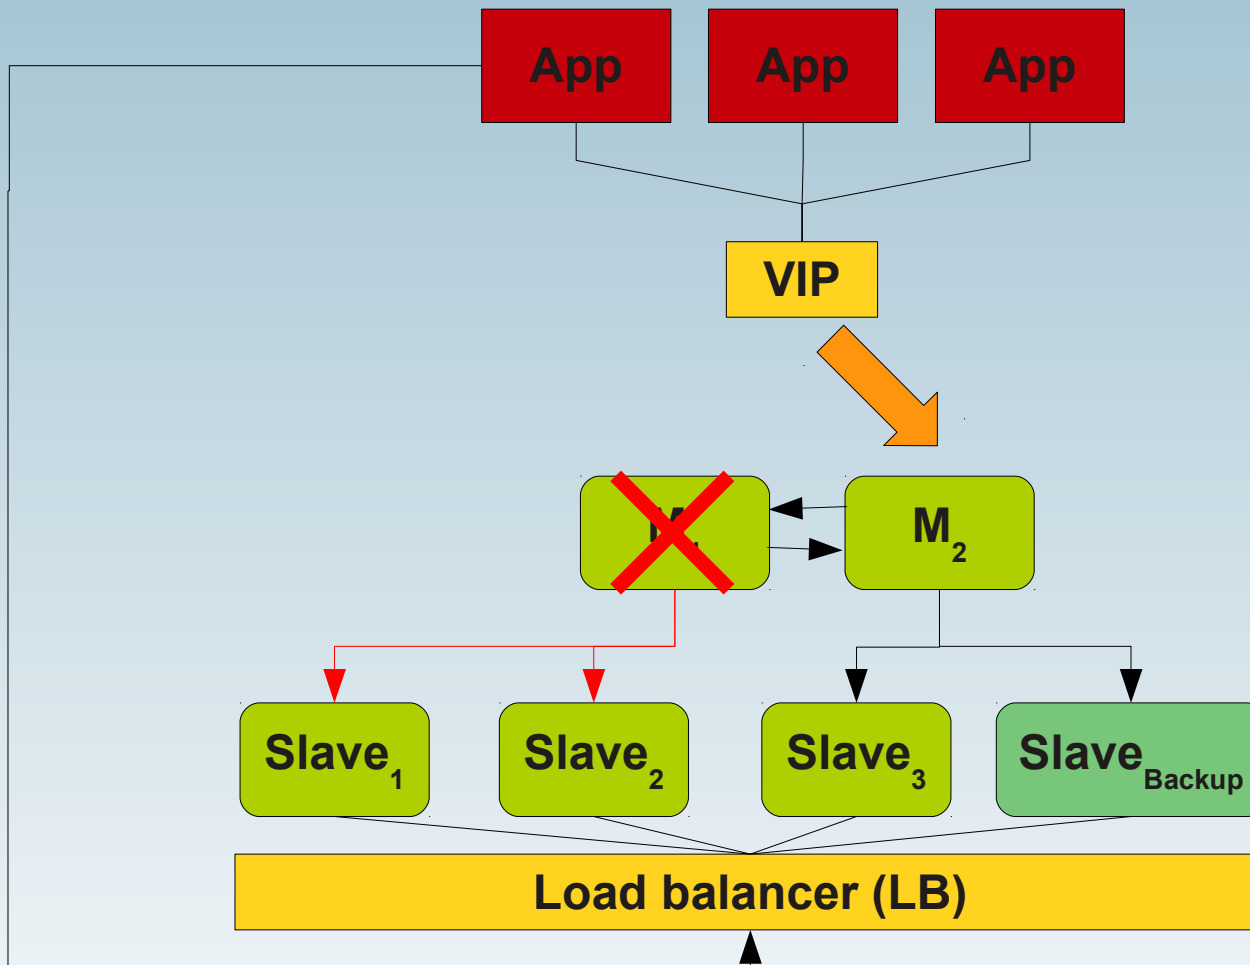 App App App
VIP
M2
Slave1 Slave2 Slave3 SlaveBackup
Load balancer (LB)